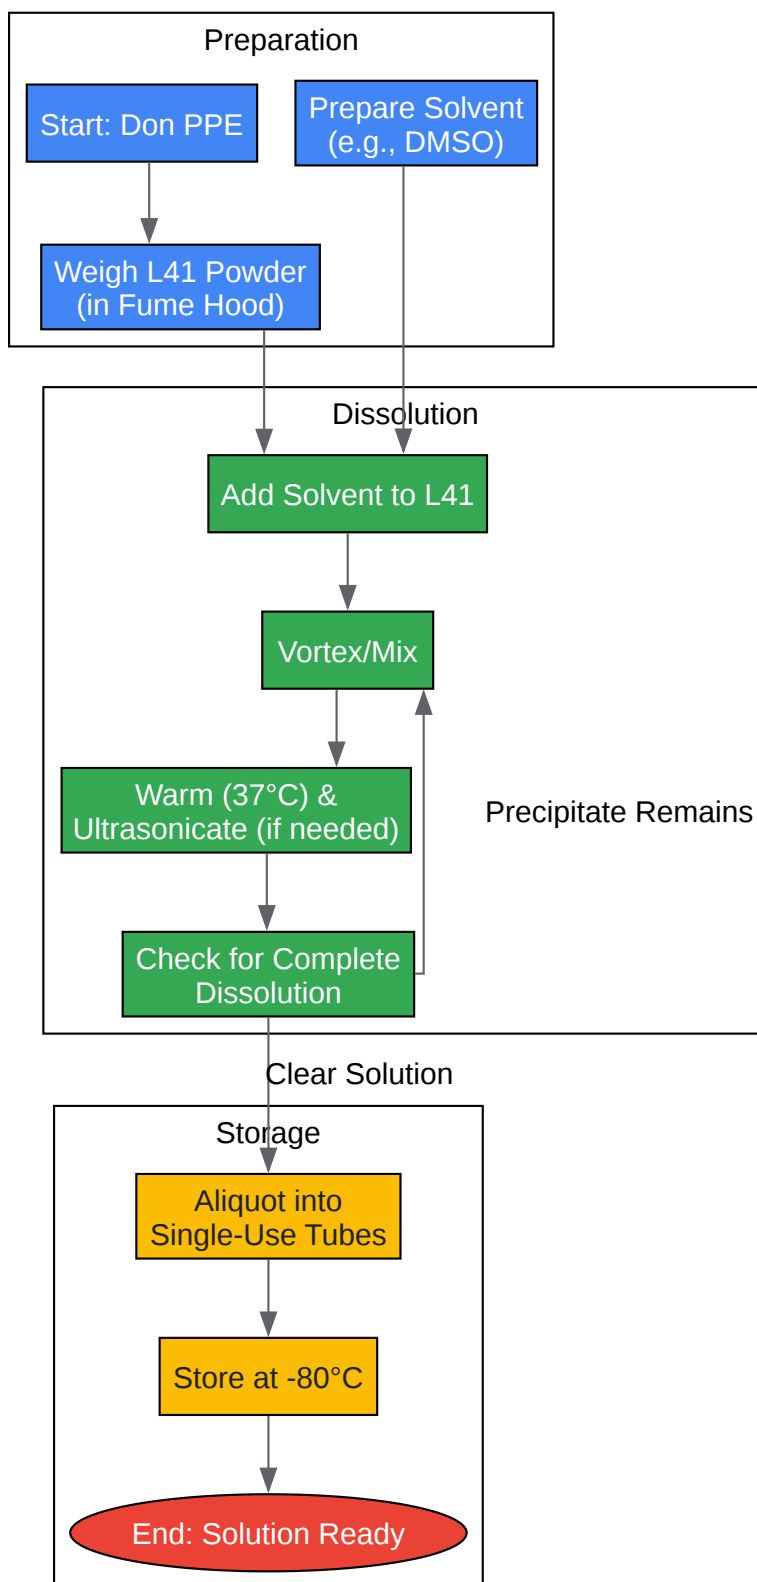 Preparation
Start: Don PPE
Prepare Solvent
(e.g., DMSO)
Weigh L41 Powder
(in Fume Hood)
Dissolution
Add Solvent to L41
Vortex/Mix
Warm (37°C) &
Ultrasonicate (if needed)
Precipitate Remains
Check for Complete
Dissolution
Clear Solution
Storage
Aliquot into
Single-Use Tubes
Store at -80°C
End: Solution Ready